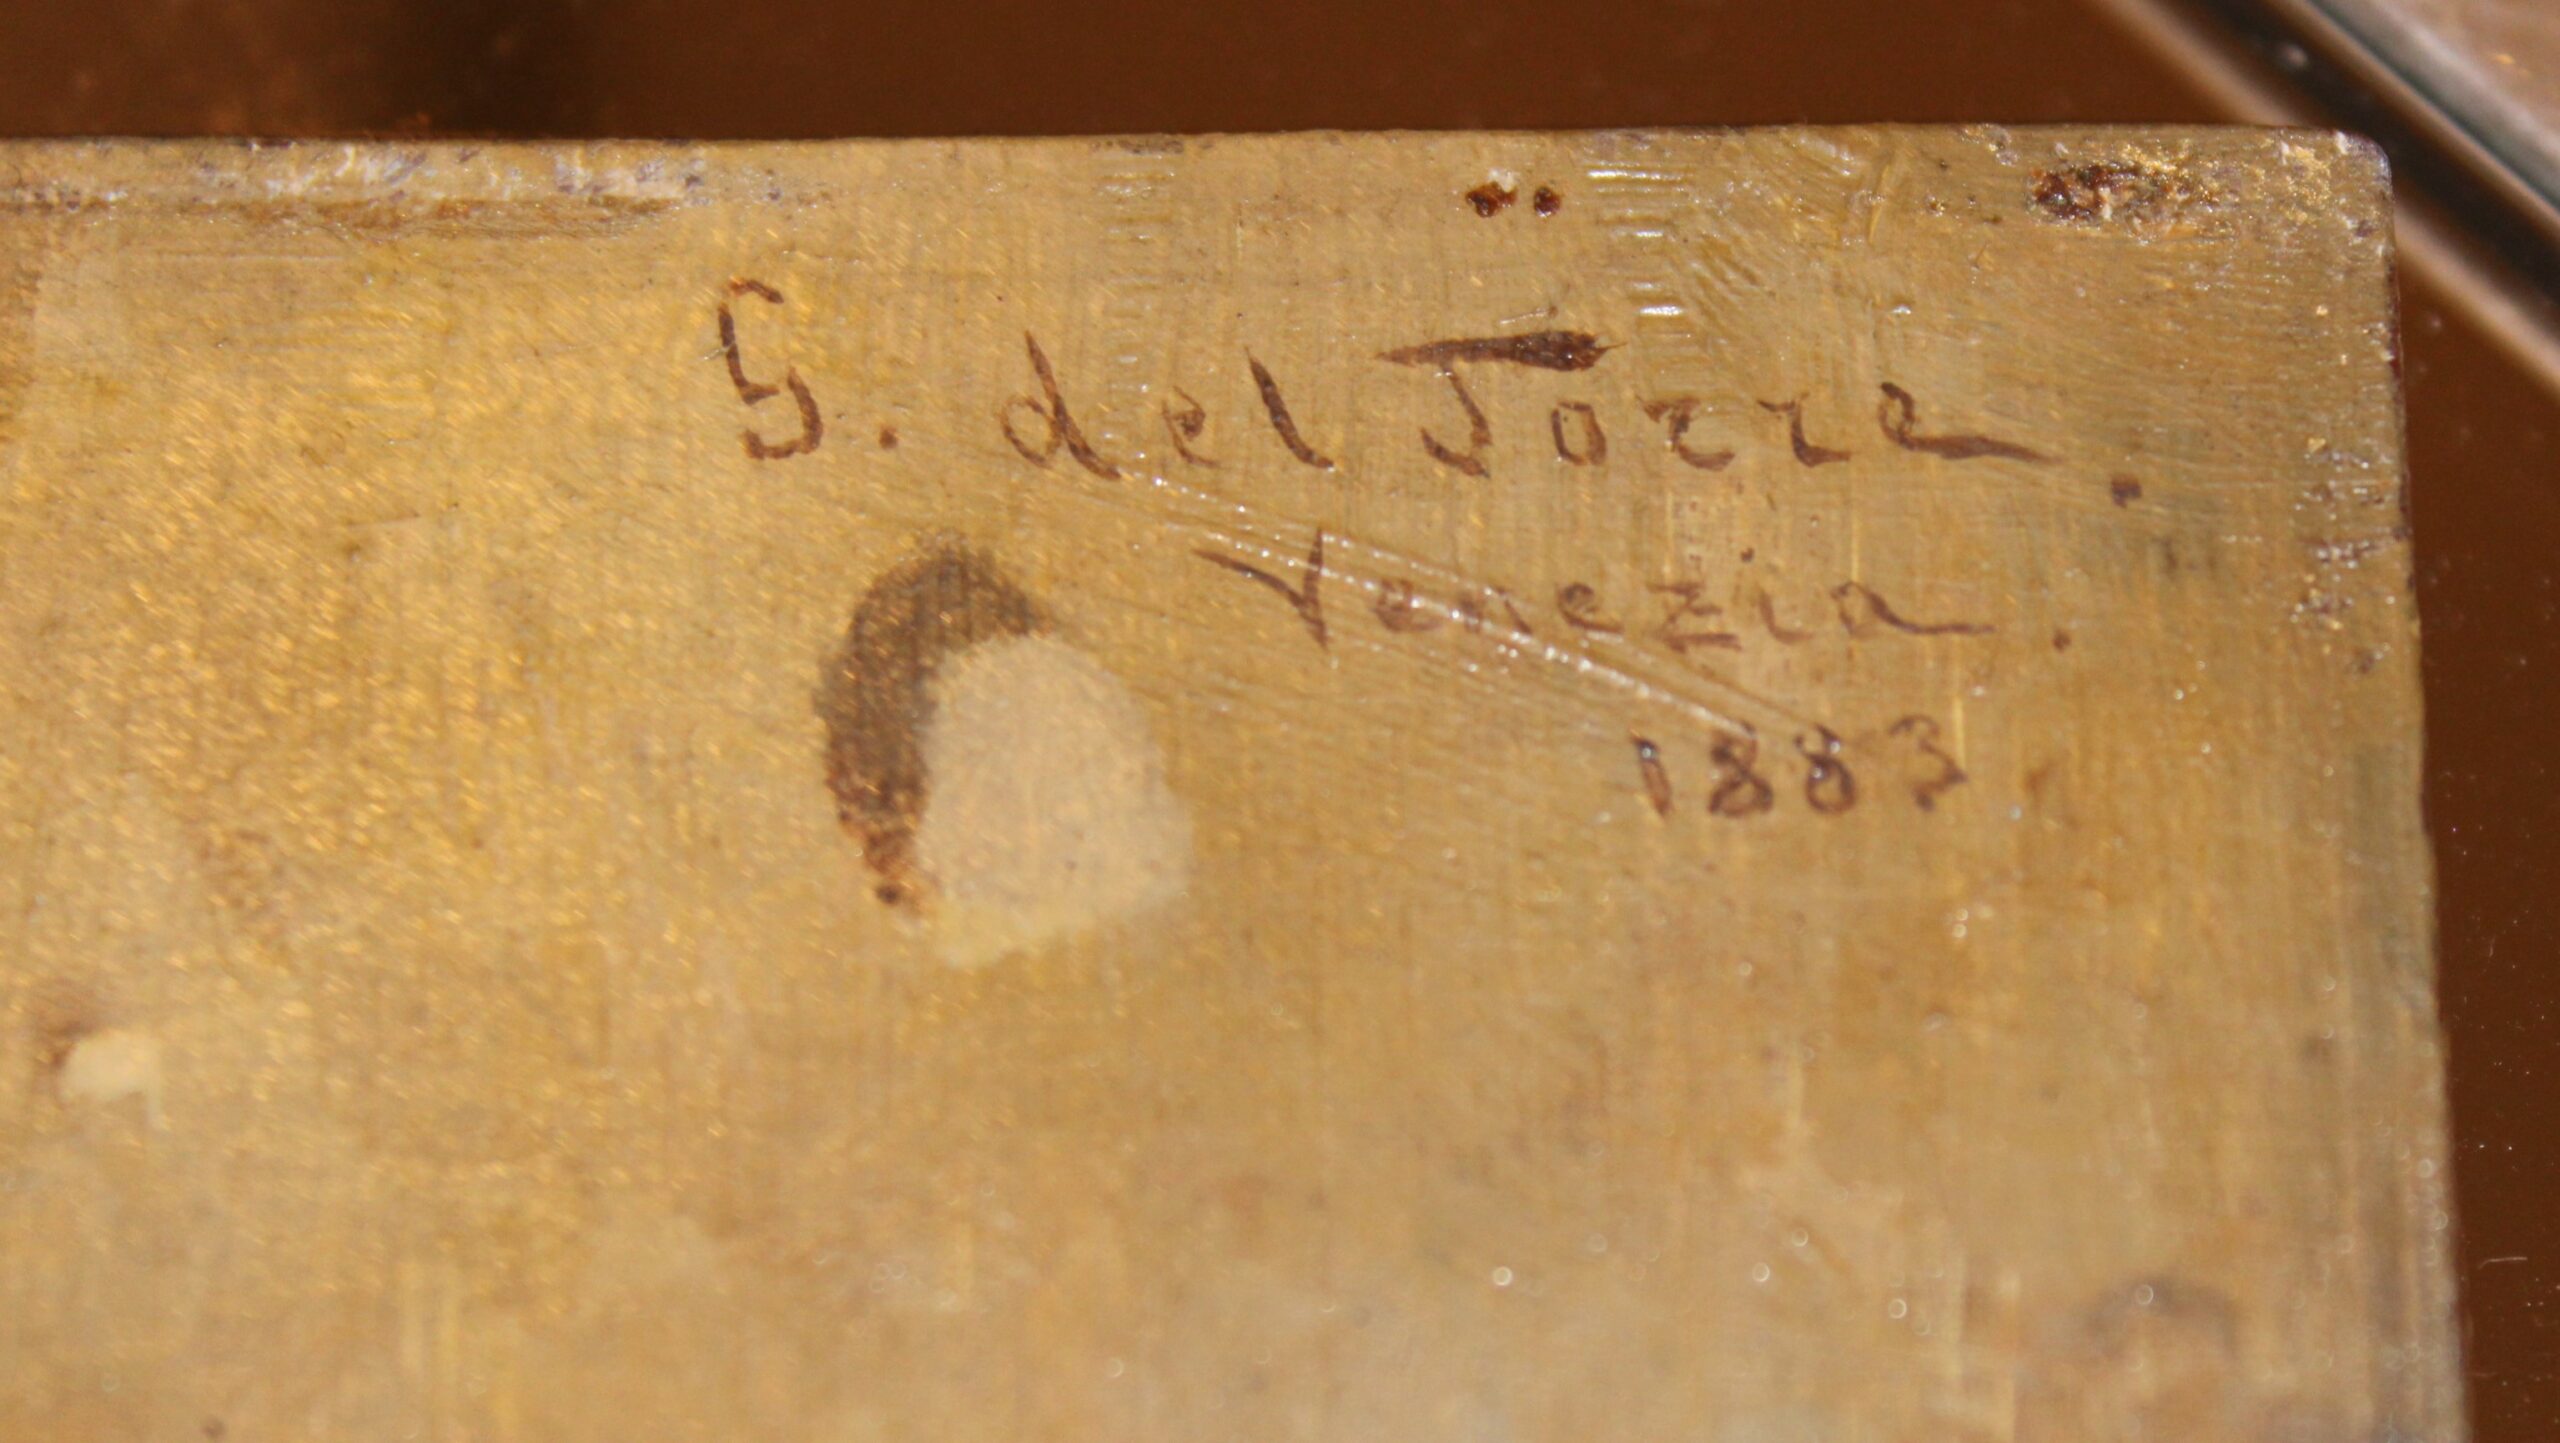 G. del Torre.
Venezia.
1883